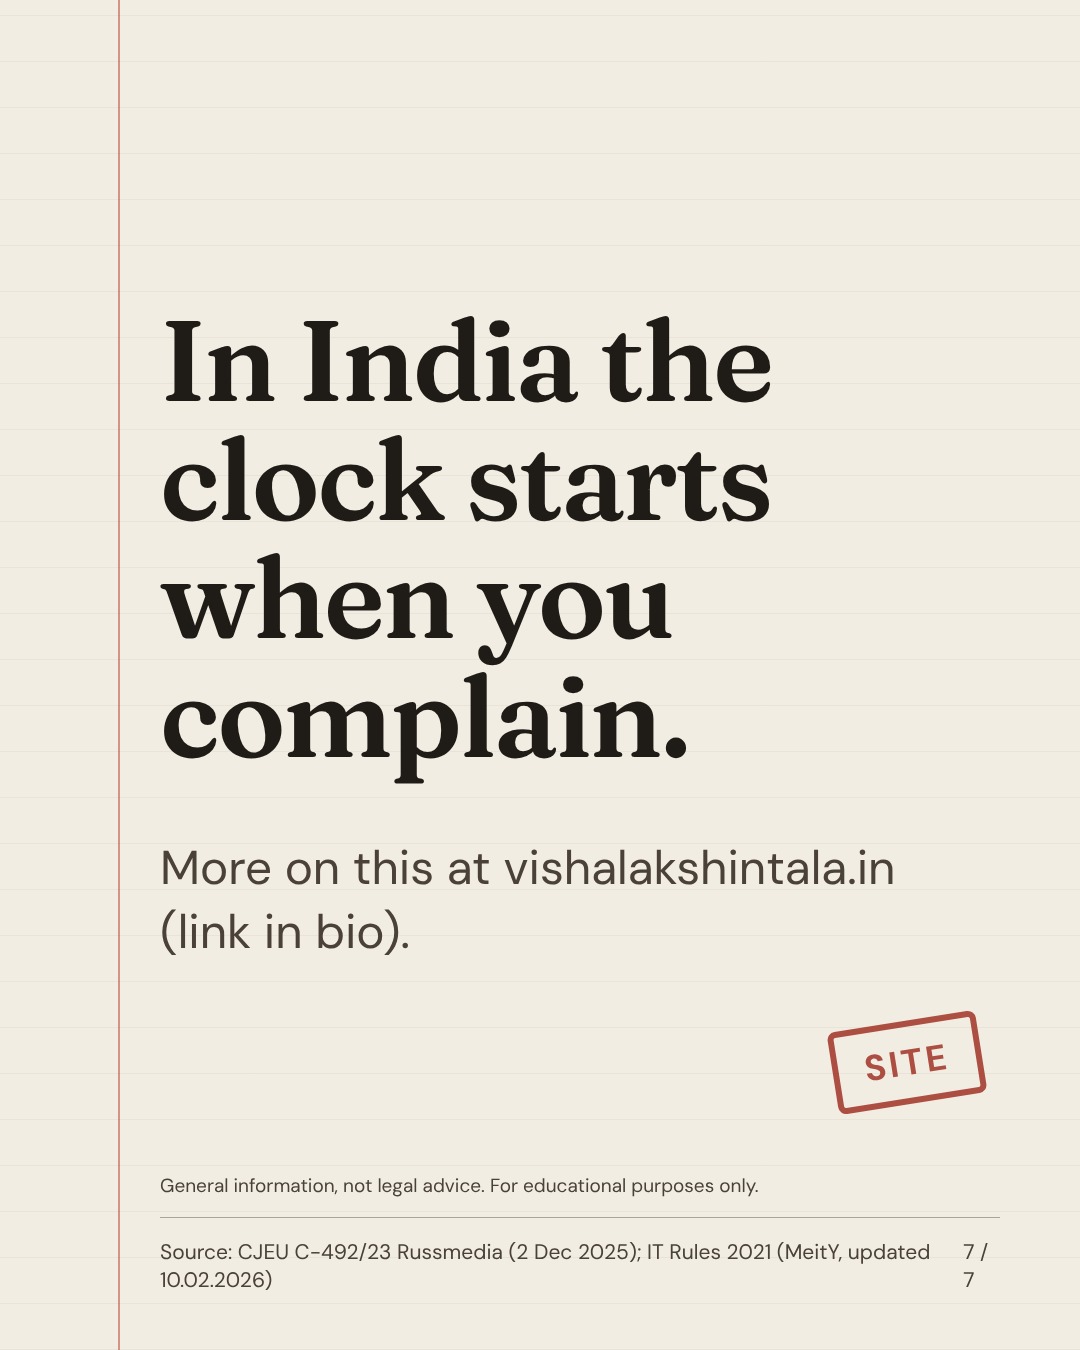 In India the
clock starts
when you
complain.
More on this at vishalakshintala.in
(link in bio).
SITE
General information, not legal advice. For educational purposes only.
Source: CJEU C-492/23 Russmedia (2 Dec 2025); IT Rules 2021 (MeitY, updated
10.02.2026)
7 /
7